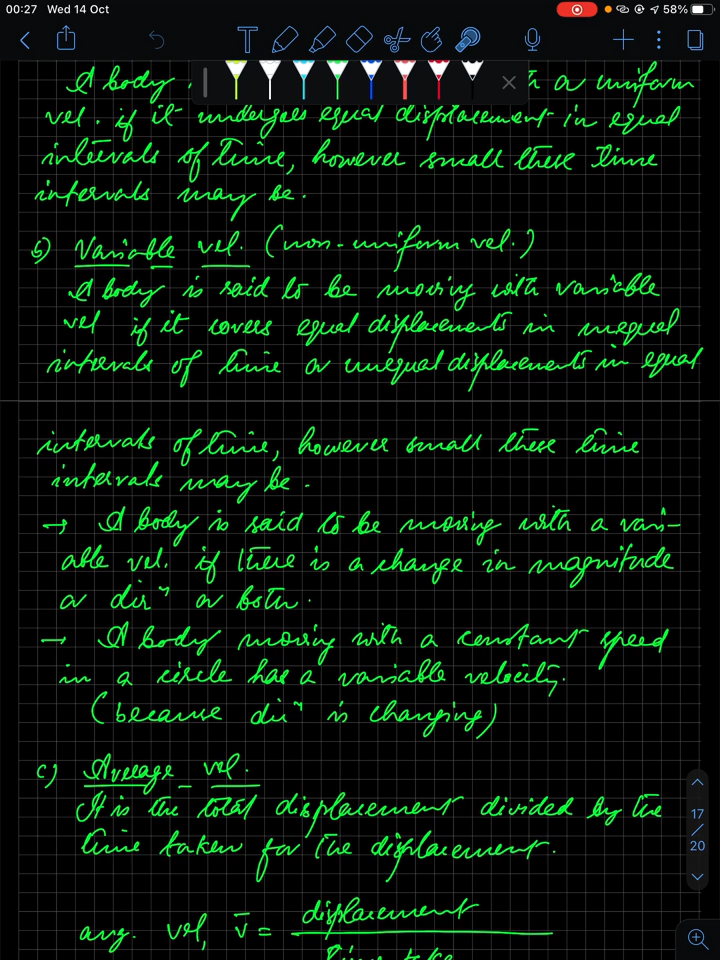 00:27 Wed 14 Oct 58%
A body a uniform
vel. if it undergoes equal displacement in equal
intervals of time, however small these time
intervals may be.
b) Variable vel. (non-uniform vel.)
A body is said to be moving with variable
vel if it covers equal displacements in unequal
intervals of time or unequal displacements in equal
intervals of time, however small these time
intervals may be.
→ A body is said to be moving with a vari-
able vel. if there is a change in magnitude
or dirⁿ or both.
→ A body moving with a constant speed
in a circle has a variable velocity.
(because dirⁿ is changing)
c) Average vel.
It is the total displacement divided by the
time taken for the displacement.
17
/
20
avg. vel, v̄ = displacement
time take